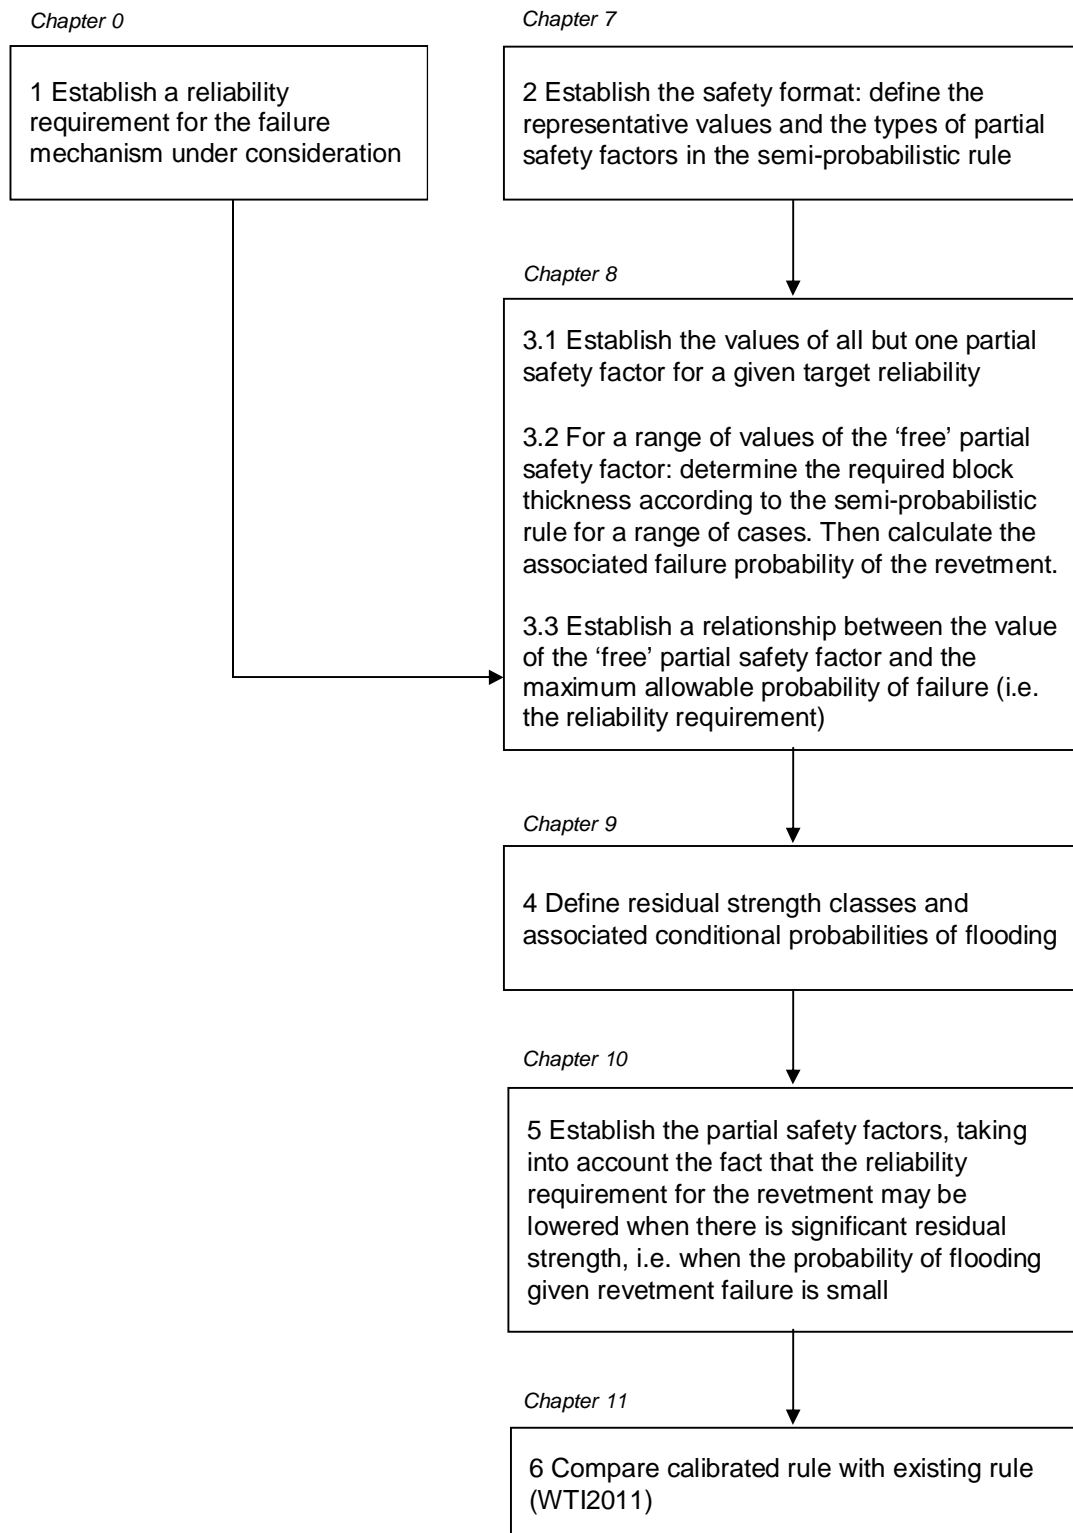 Chapter 0
1 Establish a reliability
requirement for the failure
mechanism under consideration
Chapter 7
2 Establish the safety format: define the
representative values and the types of partial
safety factors in the semi-probabilistic rule
Chapter 8
3.1 Establish the values of all but one partial
safety factor for a given target reliability
3.2 For a range of values of the ‘free’ partial
safety factor: determine the required block
thickness according to the semi-probabilistic
rule for a range of cases. Then calculate the
associated failure probability of the revetment.
3.3 Establish a relationship between the value
of the ‘free’ partial safety factor and the
maximum allowable probability of failure (i.e.
the reliability requirement)
Chapter 9
4 Define residual strength classes and
associated conditional probabilities of flooding
Chapter 10
5 Establish the partial safety factors, taking
into account the fact that the reliability
requirement for the revetment may be
lowered when there is significant residual
strength, i.e. when the probability of flooding
given revetment failure is small
Chapter 11
6 Compare calibrated rule with existing rule
(WTI2011)